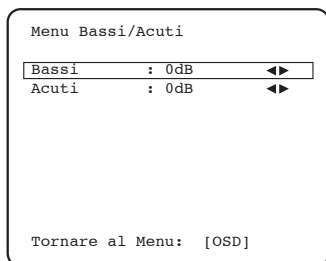 Menu Bassi/Acuti
Bassi : 0dB ◀▶
Acuti : 0dB ◀▶
Tornare al Menu: [OSD]